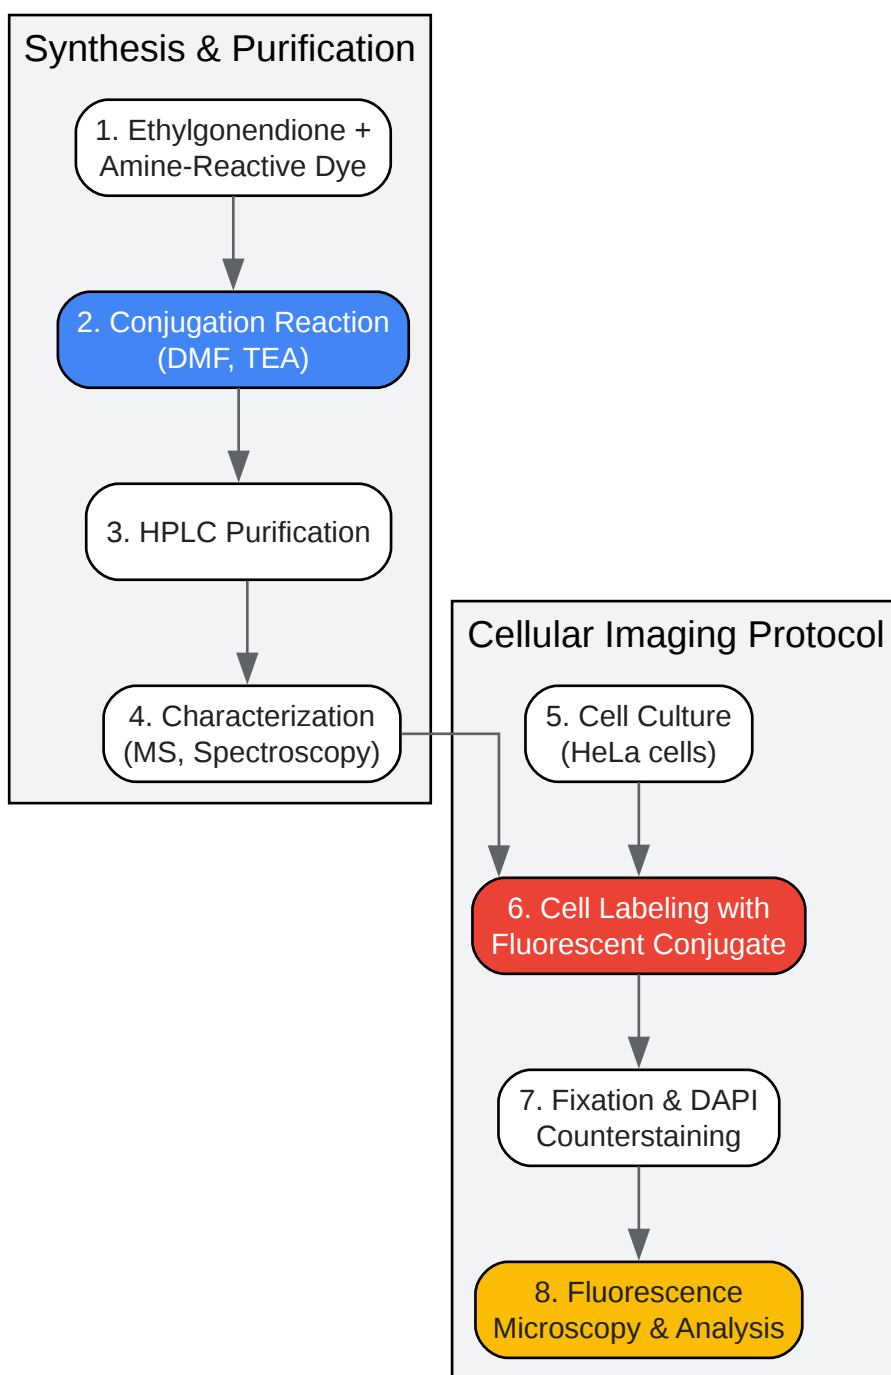 Synthesis & Purification
1. Ethylgonendione +
Amine-Reactive Dye
2. Conjugation Reaction
(DMF, TEA)
3. HPLC Purification
4. Characterization
(MS, Spectroscopy)
Cellular Imaging Protocol
5. Cell Culture
(HeLa cells)
6. Cell Labeling with
Fluorescent Conjugate
7. Fixation & DAPI
Counterstaining
8. Fluorescence
Microscopy & Analysis